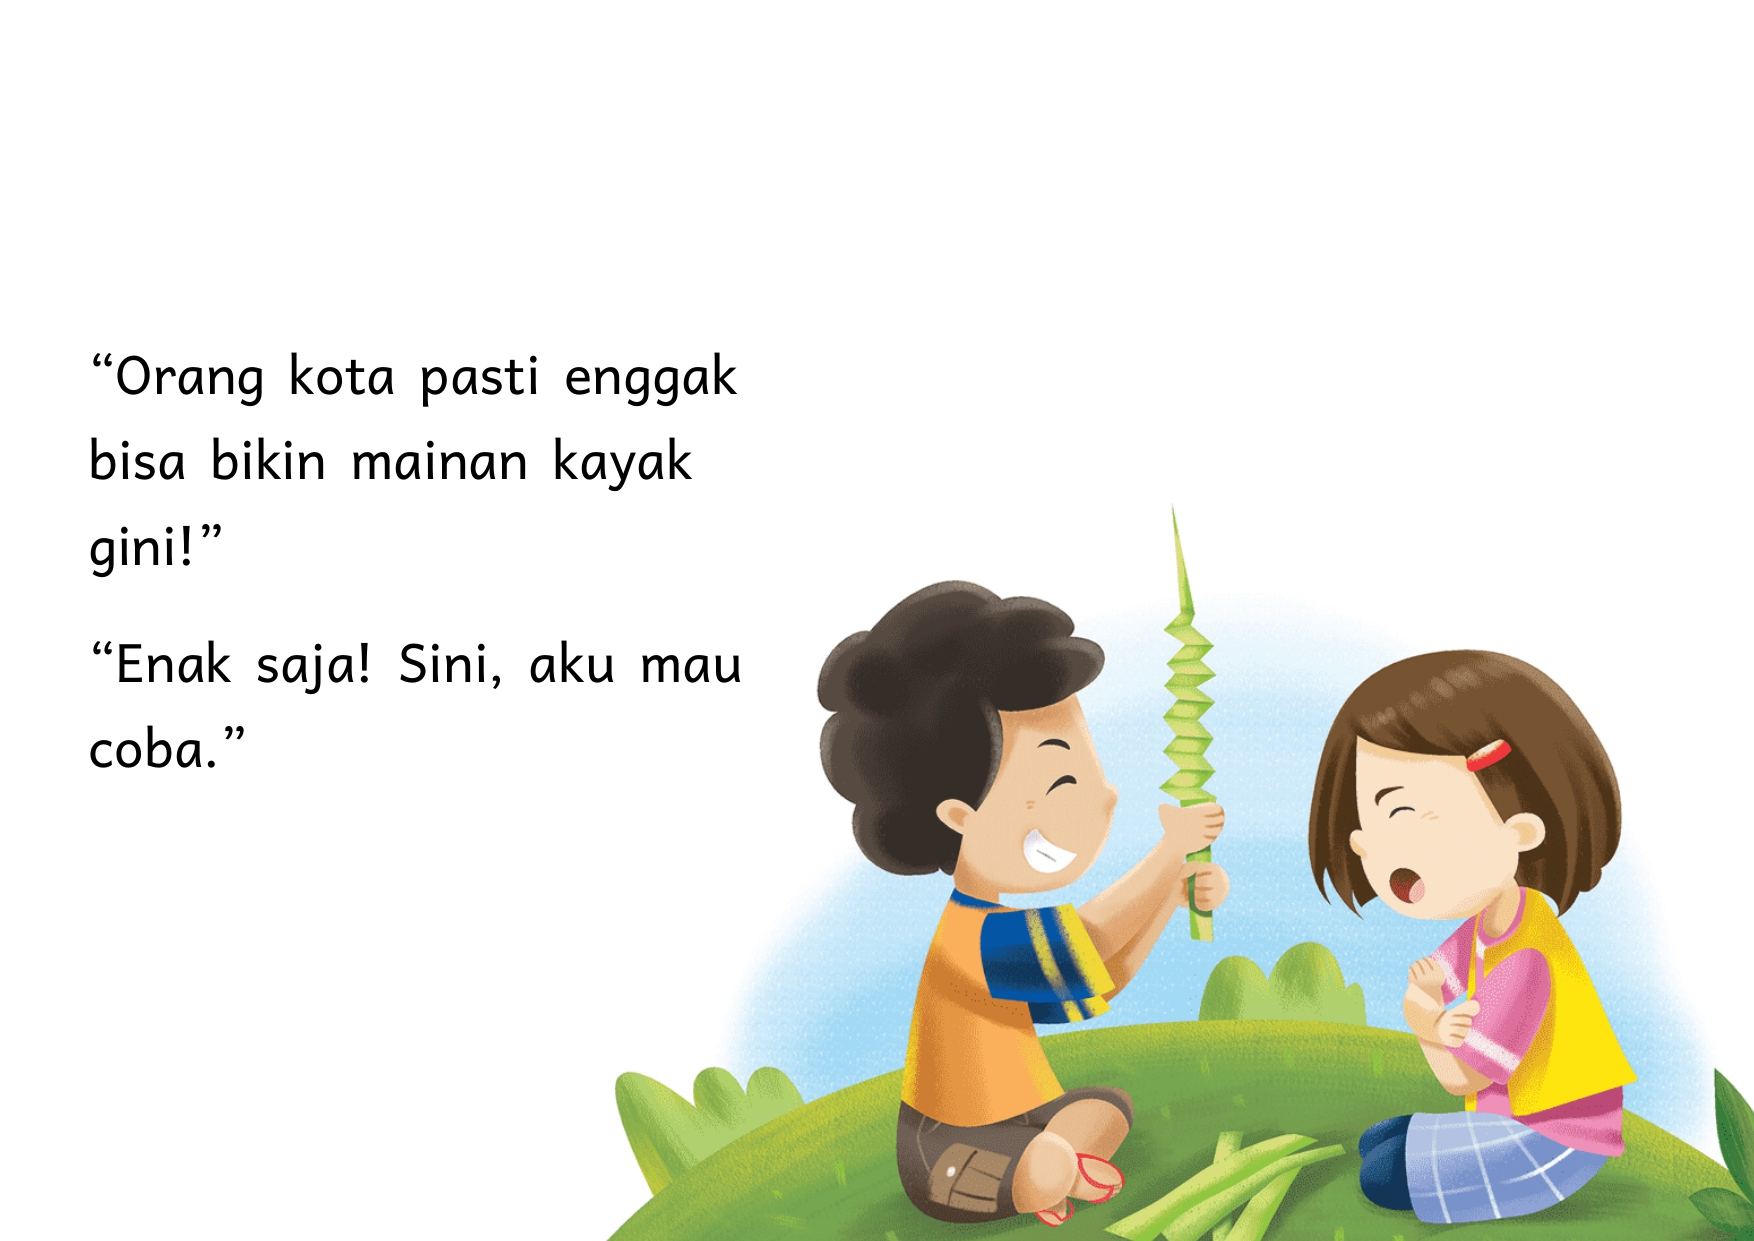 “Orang kota pasti enggak
bisa bikin mainan kayak
gini!”
“Enak saja! Sini, aku mau
coba.”